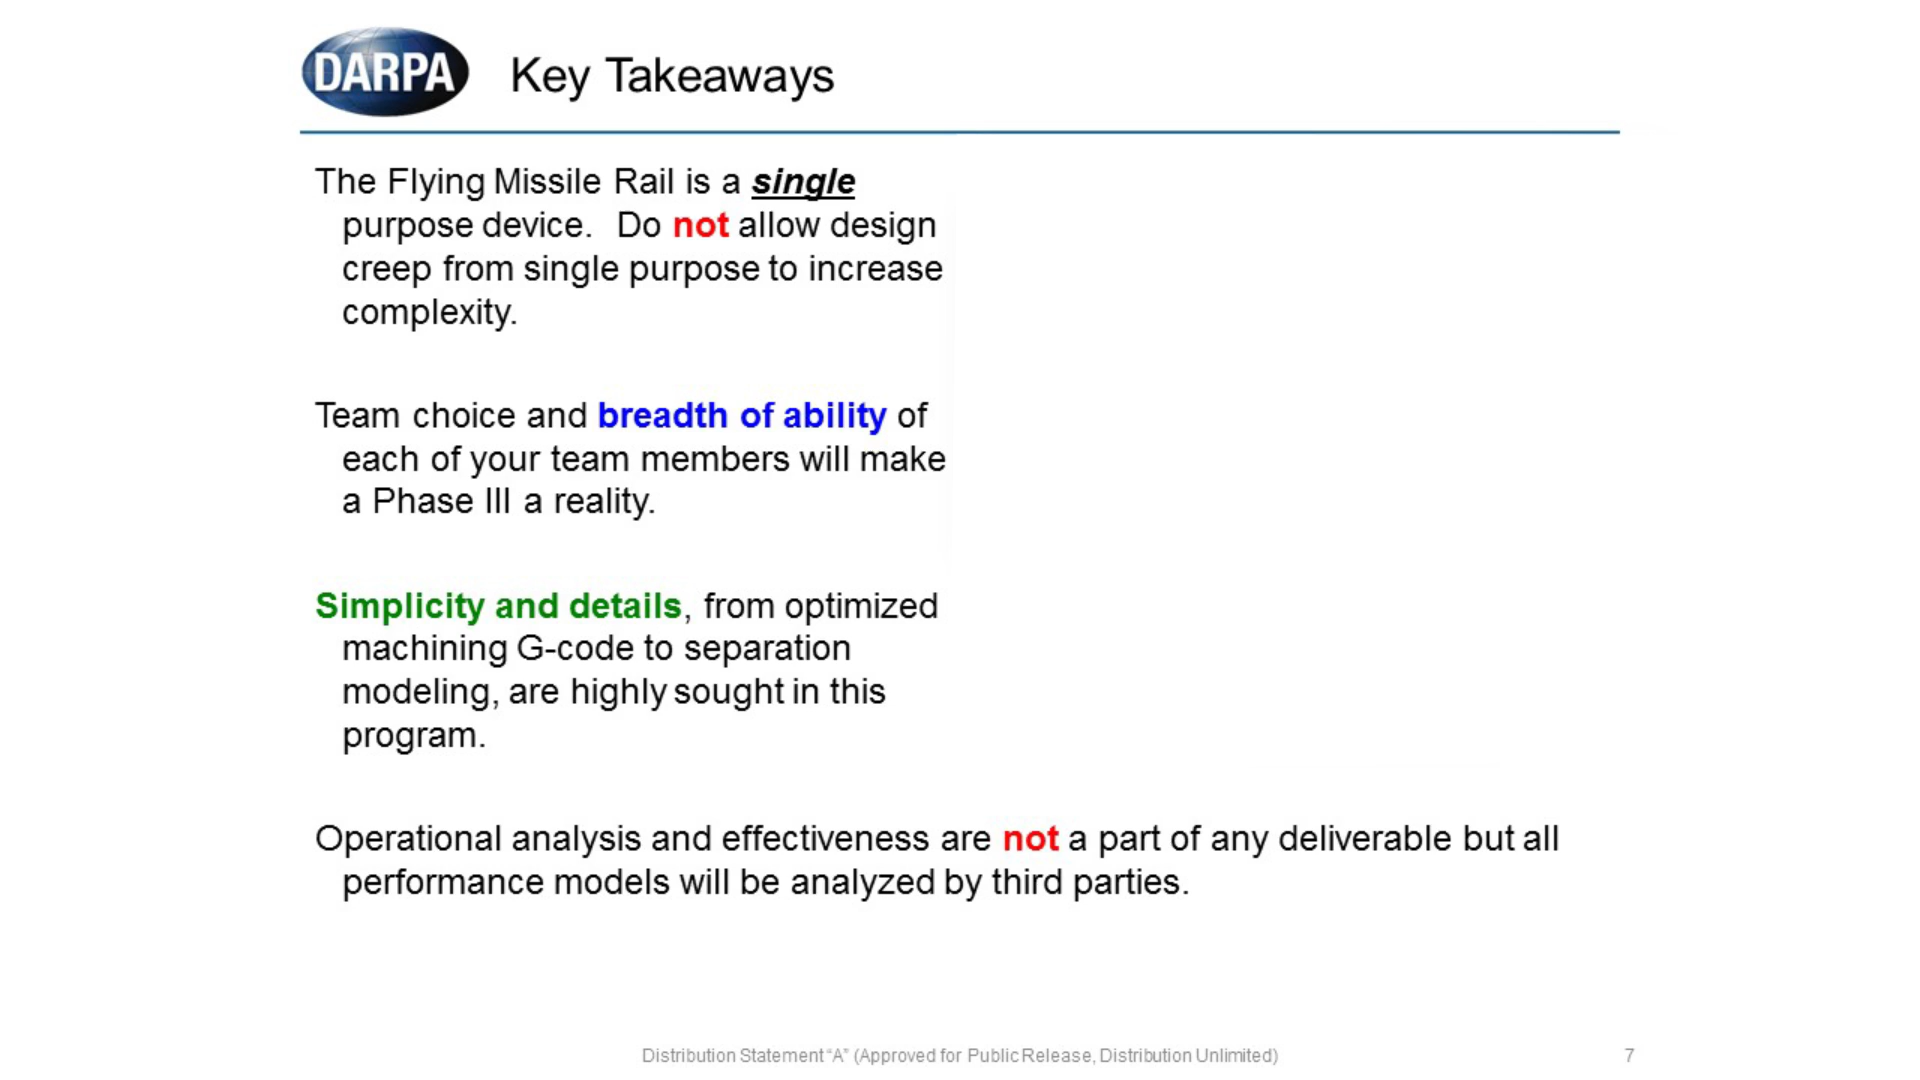 DARPA
Key Takeaways
The Flying Missile Rail is a single
purpose device. Do not allow design
creep from single purpose to increase
complexity.
Team choice and breadth of ability of
each of your team members will make
a Phase III a reality.
Simplicity and details, from optimized
machining G-code to separation
modeling, are highly sought in this
program.
Operational analysis and effectiveness are not a part of any deliverable but all
performance models will be analyzed by third parties.
Distribution Statement “A” (Approved for Public Release, Distribution Unlimited)
7